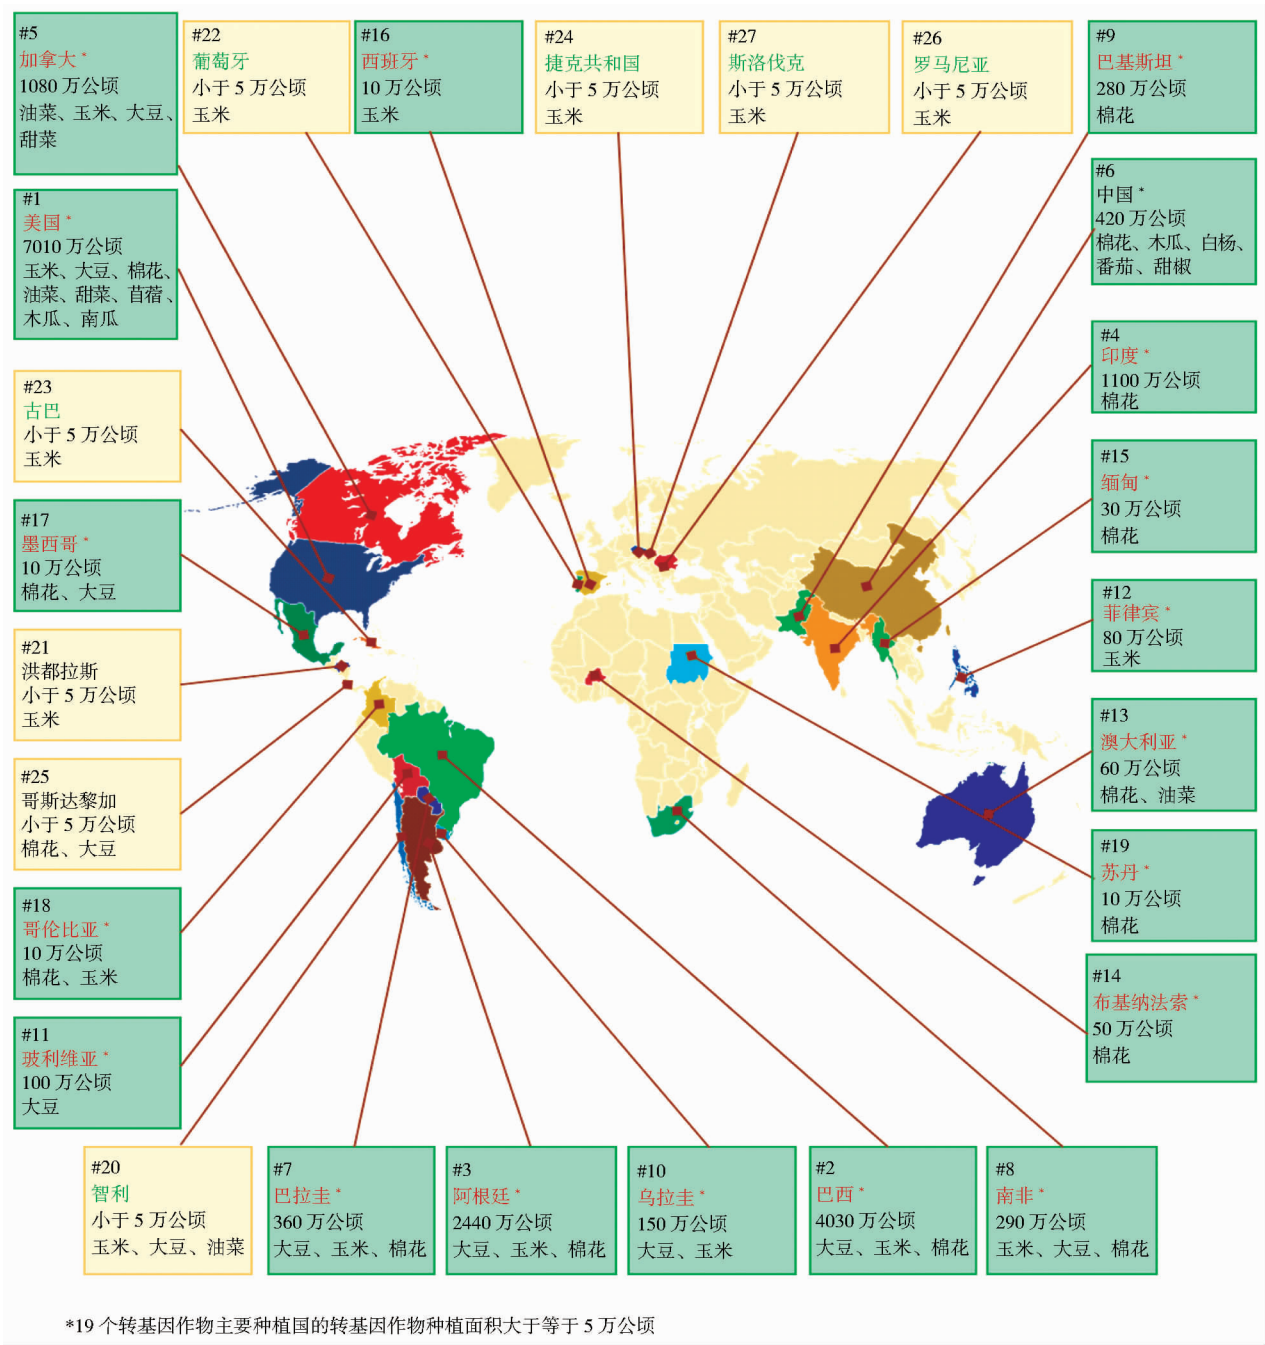 #5
加拿大 *
1080 万公顷
油菜、玉米、大豆、
甜菜
#22
葡萄牙
小于 5 万公顷
玉米
#16
西班牙 *
10 万公顷
玉米
#24
捷克共和国
小于 5 万公顷
玉米
#27
斯洛伐克
小于 5 万公顷
玉米
#26
罗马尼亚
小于 5 万公顷
玉米
#9
巴基斯坦 *
280 万公顷
棉花
#1
美国 *
7010 万公顷
玉米、大豆、棉花、
油菜、甜菜、苜蓿、
木瓜、南瓜
#6
中国 *
420 万公顷
棉花、木瓜、白杨、
番茄、甜椒
#23
古巴
小于 5 万公顷
玉米
#4
印度 *
1100 万公顷
棉花
#17
墨西哥 *
10 万公顷
棉花、大豆
#15
缅甸 *
30 万公顷
棉花
#21
洪都拉斯
小于 5 万公顷
玉米
#12
菲律宾 *
80 万公顷
玉米
#25
哥斯达黎加
小于 5 万公顷
棉花、大豆
#13
澳大利亚 *
60 万公顷
棉花、油菜
#18
哥伦比亚 *
10 万公顷
棉花、玉米
#19
苏丹 *
10 万公顷
棉花
#11
玻利维亚 *
100 万公顷
大豆
#14
布基纳法索 *
50 万公顷
棉花
#20
智利
小于 5 万公顷
玉米、大豆、油菜
#7
巴拉圭 *
360 万公顷
大豆、玉米、棉花
#3
阿根廷 *
2440 万公顷
大豆、玉米、棉花
#10
乌拉圭 *
150 万公顷
大豆、玉米
#2
巴西 *
4030 万公顷
大豆、玉米、棉花
#8
南非 *
290 万公顷
玉米、大豆、棉花
*19 个转基因作物主要种植国的转基因作物种植面积大于等于 5 万公顷